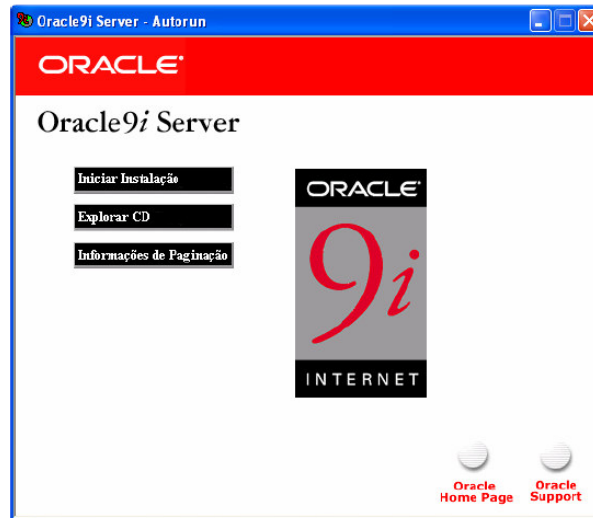 Oracle9i Server - Autorun
ORACLE
Oracle9i Server
Iniciar Instalação
Explorar CD
Informações de Paginação
ORACLE
9i
INTERNET
Oracle
Home Page
Oracle
Support